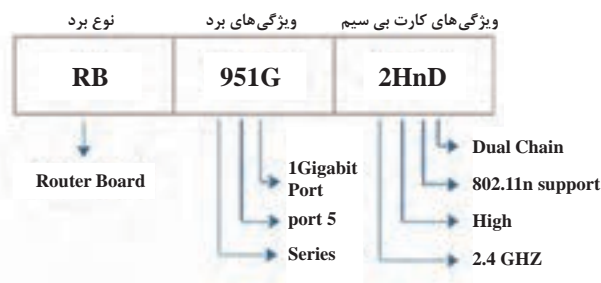 نوع برد
ویژگی‌های برد
ویژگی‌های کارت بی سیم
RB
951G
2HnD
Router Board
1Gigabit
Port
port 5
Series
Dual Chain
802.11n support
High
2.4 GHZ